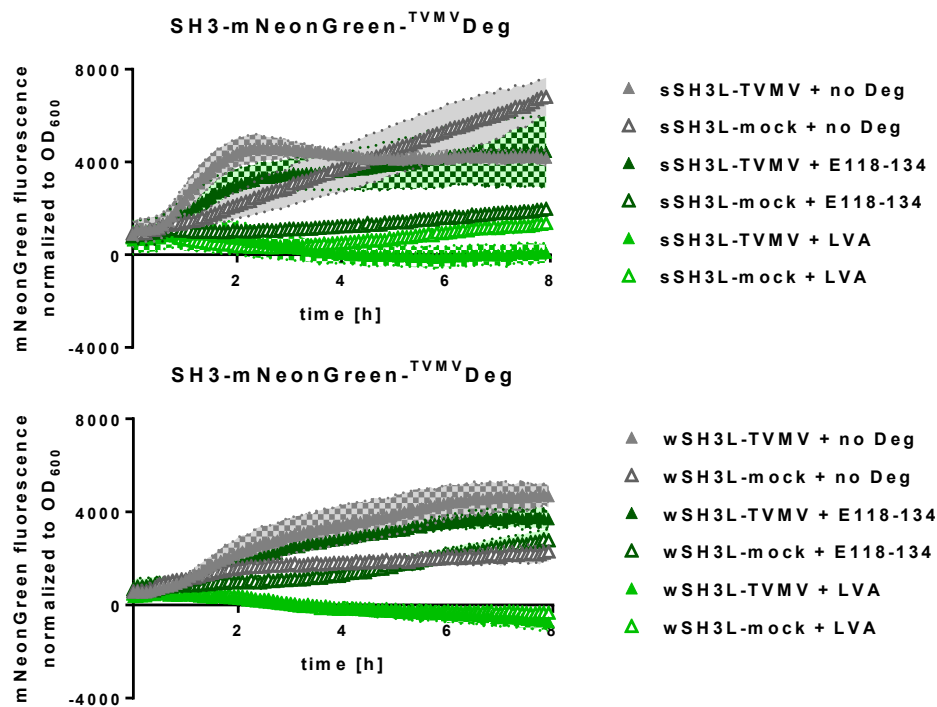 SH3-mNeonGreen-TVMVDeg
mNeonGreen fluorescence
normalized to OD600
8000
4000
0
-4000
2
4
6
8
time [h]
sSH3L-TVMV + no Deg
sSH3L-mock + no Deg
sSH3L-TVMV + E118-134
sSH3L-mock + E118-134
sSH3L-TVMV + LVA
sSH3L-mock + LVA
SH3-mNeonGreen-TVMVDeg
mNeonGreen fluorescence
normalized to OD600
8000
4000
0
-4000
2
4
6
8
time [h]
wSH3L-TVMV + no Deg
wSH3L-mock + no Deg
wSH3L-TVMV + E118-134
wSH3L-mock + E118-134
wSH3L-TVMV + LVA
wSH3L-mock + LVA